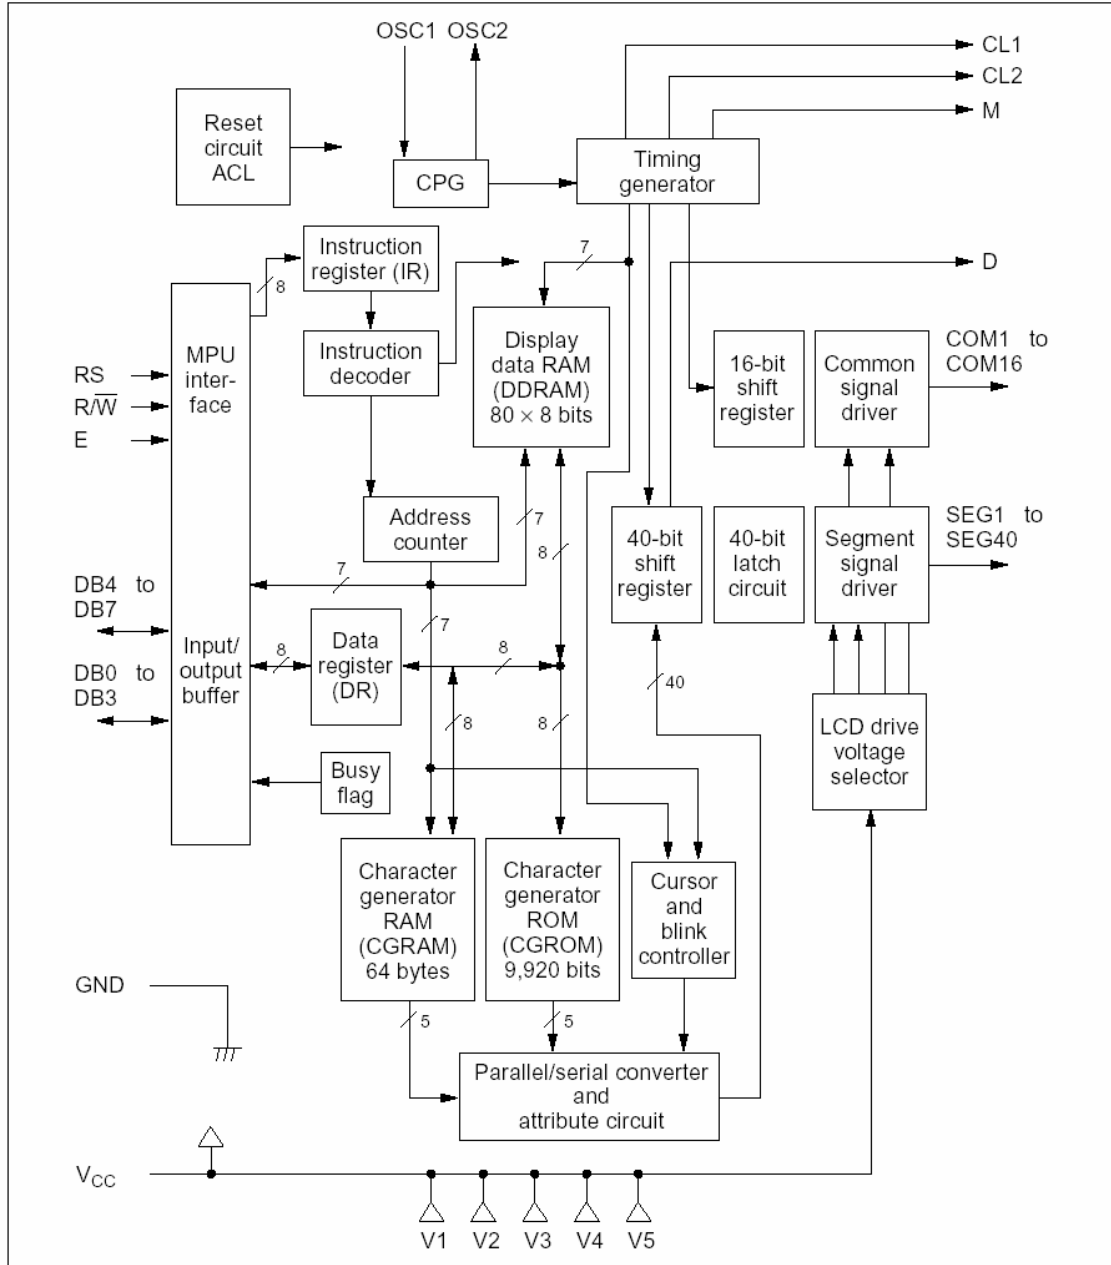 OSC1 OSC2
CL1
CL2
M
Reset
circuit
ACL
CPG
Timing
generator
Instruction
register (IR)
8
7
D
MPU
inter-
face
Instruction
decoder
Display
data RAM
(DDRAM)
80 × 8 bits
16-bit
shift
register
Common
signal
driver
COM1 to
COM16
RS
R/W̅
E
Address
counter
7
8
40-bit
shift
register
40-bit
latch
circuit
Segment
signal
driver
SEG1 to
SEG40
7
7
DB4 to
DB7
DB0 to
DB3
Input/
output
buffer
8
Data
register
(DR)
8
8
8
40
LCD drive
voltage
selector
Busy
flag
Character
generator
RAM
(CGRAM)
64 bytes
Character
generator
ROM
(CGROM)
9,920 bits
Cursor
and
blink
controller
GND
5
5
Parallel/serial converter
and
attribute circuit
VCC
V1 V2 V3 V4 V5